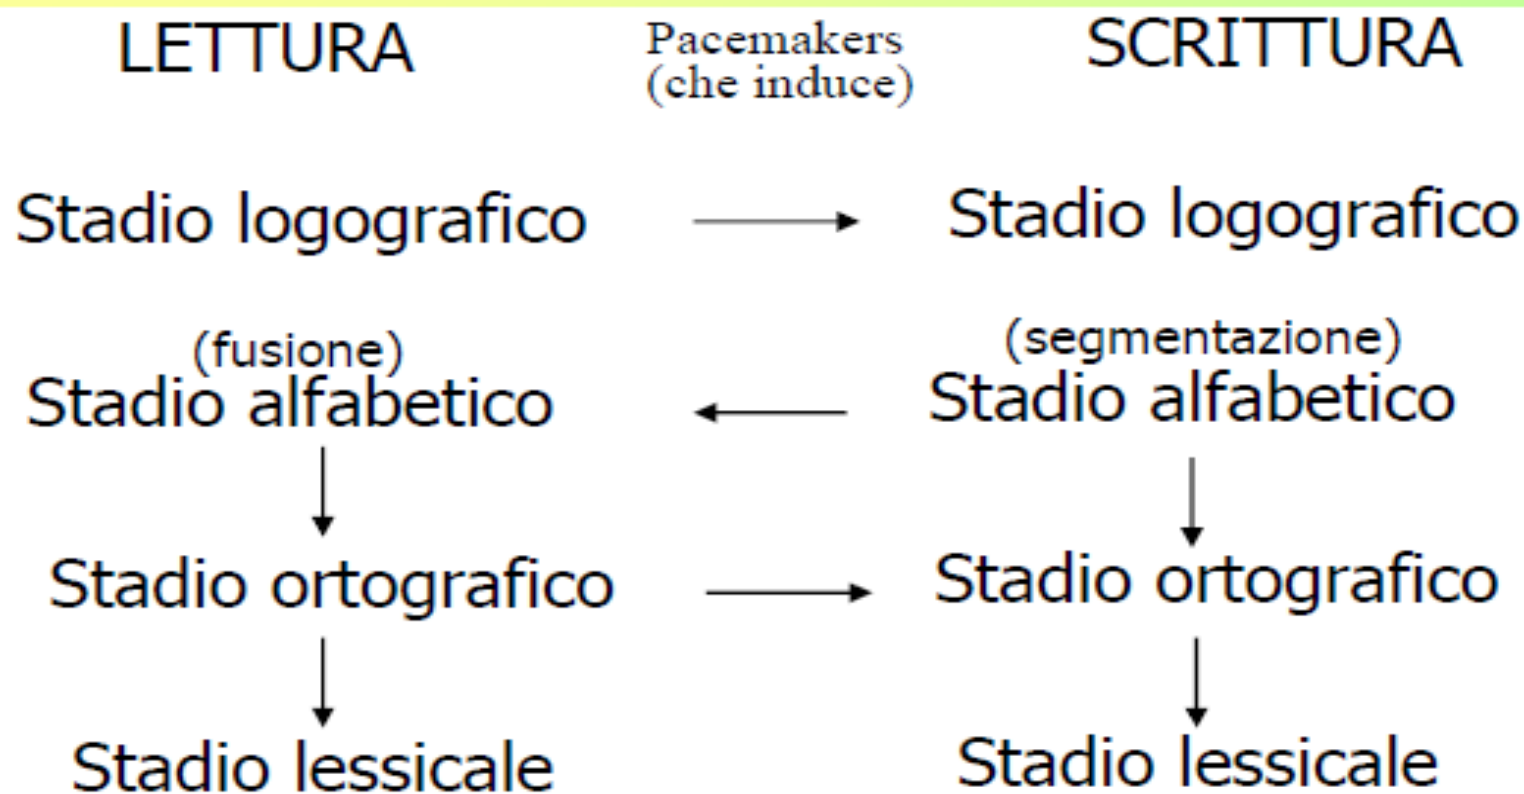 LETTURA
Pacemakers
(che induce)
SCRITTURA
Stadio logografico
Stadio logografico
(fusione)
Stadio alfabetico
(segmentazione)
Stadio alfabetico
Stadio ortografico
Stadio ortografico
Stadio lessicale
Stadio lessicale